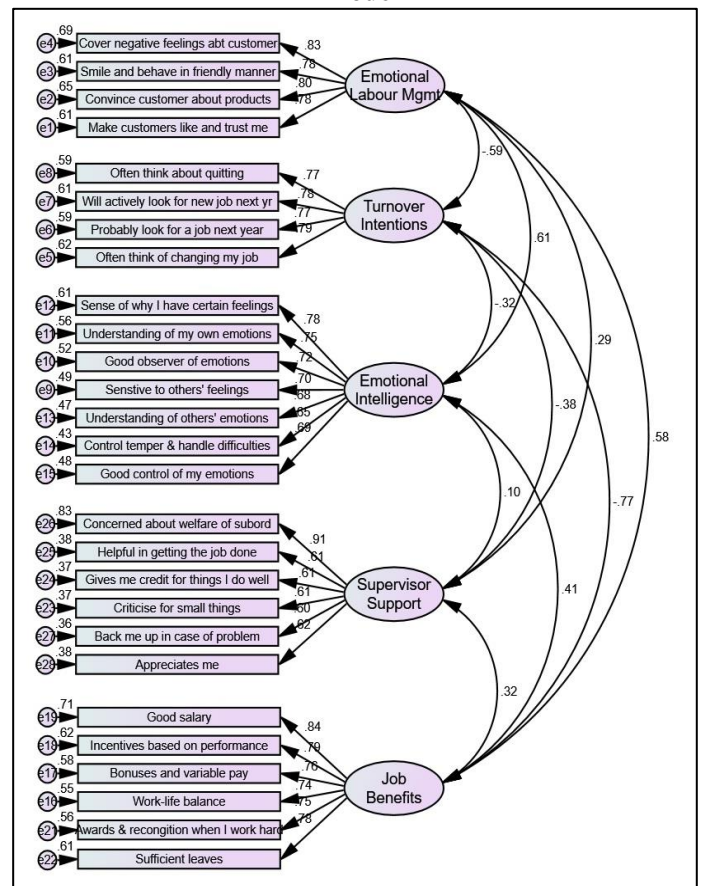 .69
e4 Cover negative feelings abt customer .83
.61
e3 Smile and behave in friendly manner .78
.65
e2 Convince customer about products .80
.61
e1 Make customers like and trust me .78
Emotional
Labour Mgmt
.59
e8 Often think about quitting .77
.61
e7 Will actively look for new job next yr .78
.59
e6 Probably look for a job next year .77
.62
e5 Often think of changing my job .79
Turnover
Intentions
.61
e12 Sense of why I have certain feelings .78
.56
e11 Understanding of my own emotions .75
.52
e10 Good observer of emotions .72
.49
e9 Senstive to others' feelings .70
.47
e13 Understanding of others' emotions .68
.43
e14 Control temper & handle difficulties .65
.48
e15 Good control of my emotions .69
Emotional
Intelligence
.83
e26 Concerned about welfare of subord .91
.38
e25 Helpful in getting the job done .61
.37
e24 Gives me credit for things I do well .61
.37
e23 Criticise for small things .61
.36
e27 Back me up in case of problem .60
.38
e28 Appreciates me .62
Supervisor
Support
.71
e19 Good salary .84
.62
e18 Incentives based on performance .79
.58
e17 Bonuses and variable pay .76
.55
e16 Work-life balance .74
.56
e21 Awards & recongition when I work hard .75
.61
e22 Sufficient leaves .78
Job
Benefits
-.59
.61
-.32
.29
-.38
.58
.10
-.77
.41
.32